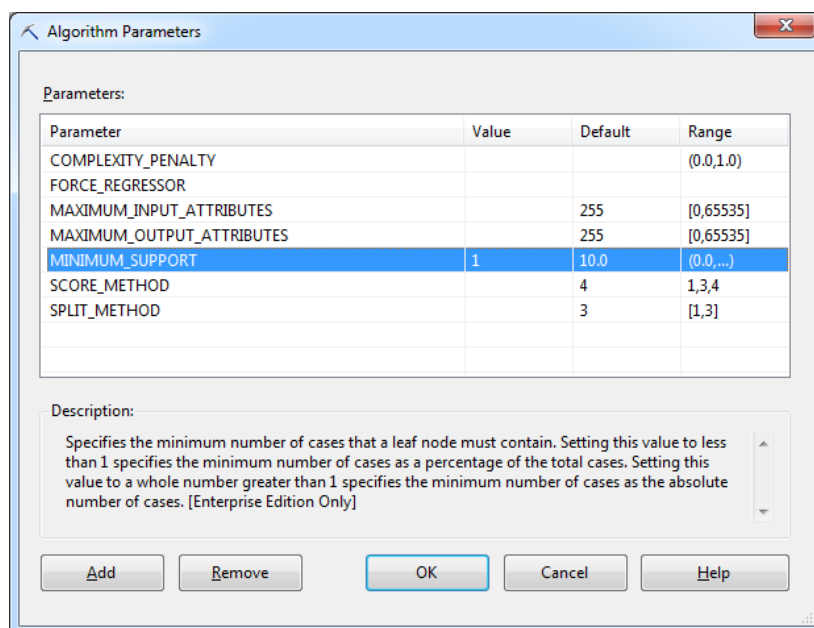 Algorithm Parameters
Parameters:
Parameter Value Default Range
COMPLEXITY_PENALTY (0.0,1.0)
FORCE_REGRESSOR
MAXIMUM_INPUT_ATTRIBUTES 255 [0,65535]
MAXIMUM_OUTPUT_ATTRIBUTES 255 [0,65535]
MINIMUM_SUPPORT 1 10.0 (0.0,...)
SCORE_METHOD 4 1,3,4
SPLIT_METHOD 3 [1,3]
Description:
Specifies the minimum number of cases that a leaf node must contain. Setting this value to less
than 1 specifies the minimum number of cases as a percentage of the total cases. Setting this
value to a whole number greater than 1 specifies the minimum number of cases as the absolute
number of cases. [Enterprise Edition Only]
Add Remove OK Cancel Help